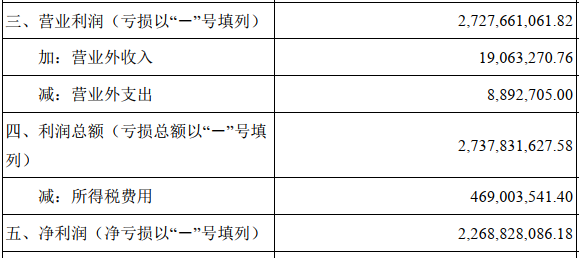 三、营业利润（亏损以“－”号填列） 2,727,661,061.82
加：营业外收入 19,063,270.76
减：营业外支出 8,892,705.00
四、利润总额（亏损总额以“－”号填
列） 2,737,831,627.58
减：所得税费用 469,003,541.40
五、净利润（净亏损以“－”号填列） 2,268,828,086.18